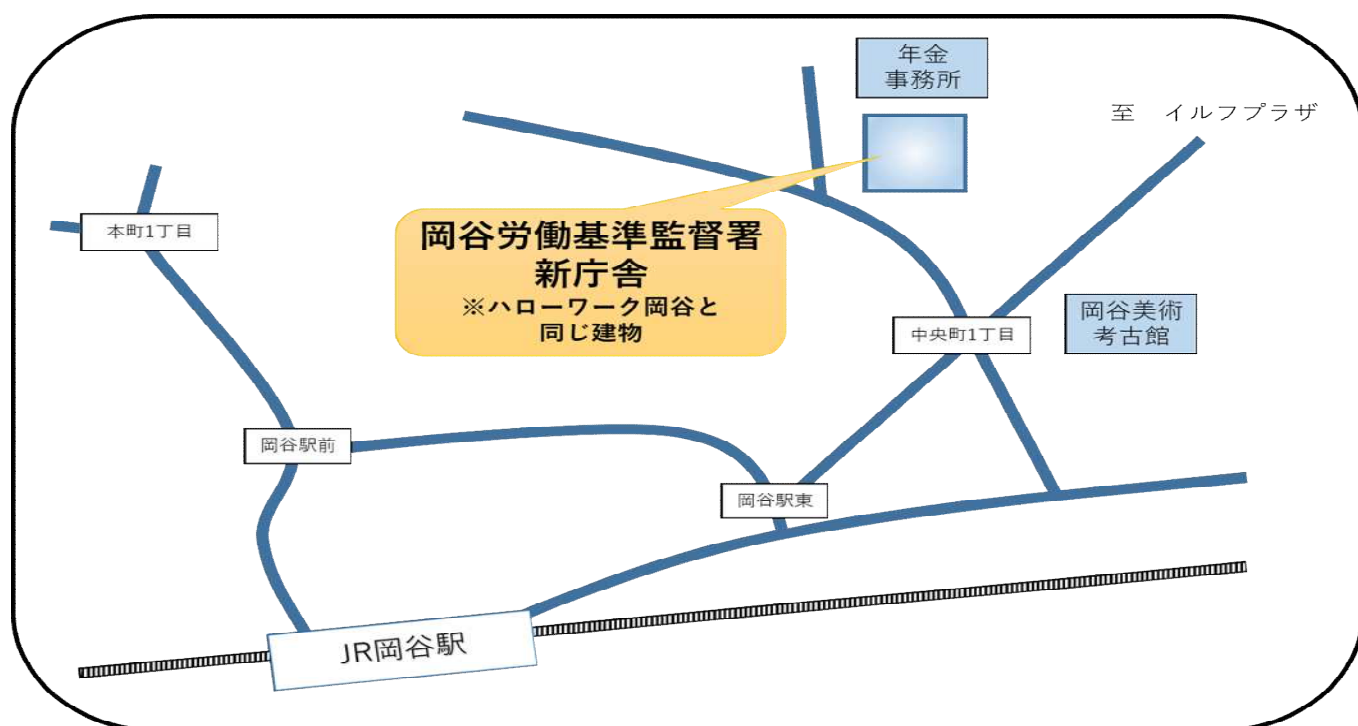 年金
事務所
至　イルフプラザ
本町1丁目
岡谷労働基準監督署
新庁舎
※ハローワーク岡谷と
同じ建物
中央町1丁目
岡谷美術
考古館
岡谷駅前
岡谷駅東
JR岡谷駅